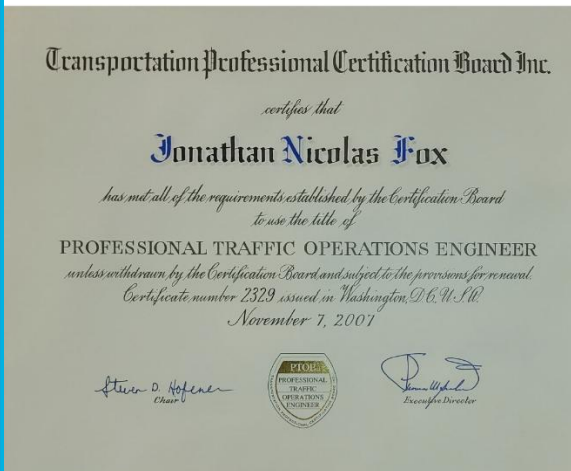 Transportation Professional Certification Board Inc.
certifies that
Jonathan Nicolas Fox
has met all of the requirements established by the Certification Board
to use the title of
PROFESSIONAL TRAFFIC OPERATIONS ENGINEER
unless withdrawn by the Certification Board and subject to the provisions for renewal.
Certificate number 2329 issued in Washington, D.C., U.S.A.
November 7, 2007
Steven D. Hofener
Chair
Executive Director
PTOE
PROFESSIONAL
TRAFFIC
OPERATIONS
ENGINEER